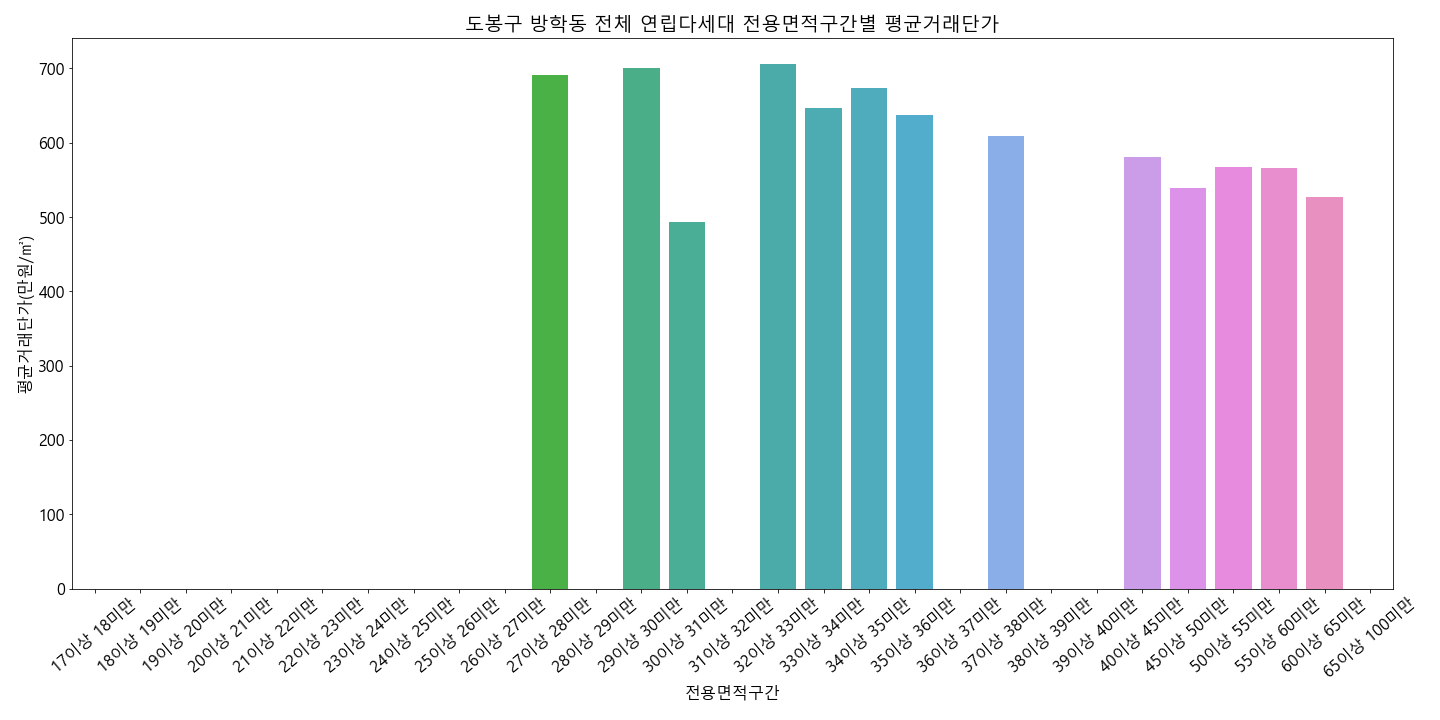 도봉구 방학동 전체 연립다세대 전용면적구간별 평균거래단가
평균거래단가(만원/㎡)
700
600
500
400
300
200
100
0
17이상 18미만
18이상 19미만
19이상 20미만
20이상 21미만
21이상 22미만
22이상 23미만
23이상 24미만
24이상 25미만
25이상 26미만
26이상 27미만
27이상 28미만
28이상 29미만
29이상 30미만
30이상 31미만
31이상 32미만
32이상 33미만
33이상 34미만
34이상 35미만
35이상 36미만
36이상 37미만
37이상 38미만
38이상 39미만
39이상 40미만
40이상 45미만
45이상 50미만
50이상 55미만
55이상 60미만
60이상 65미만
65이상 100미만
전용면적구간